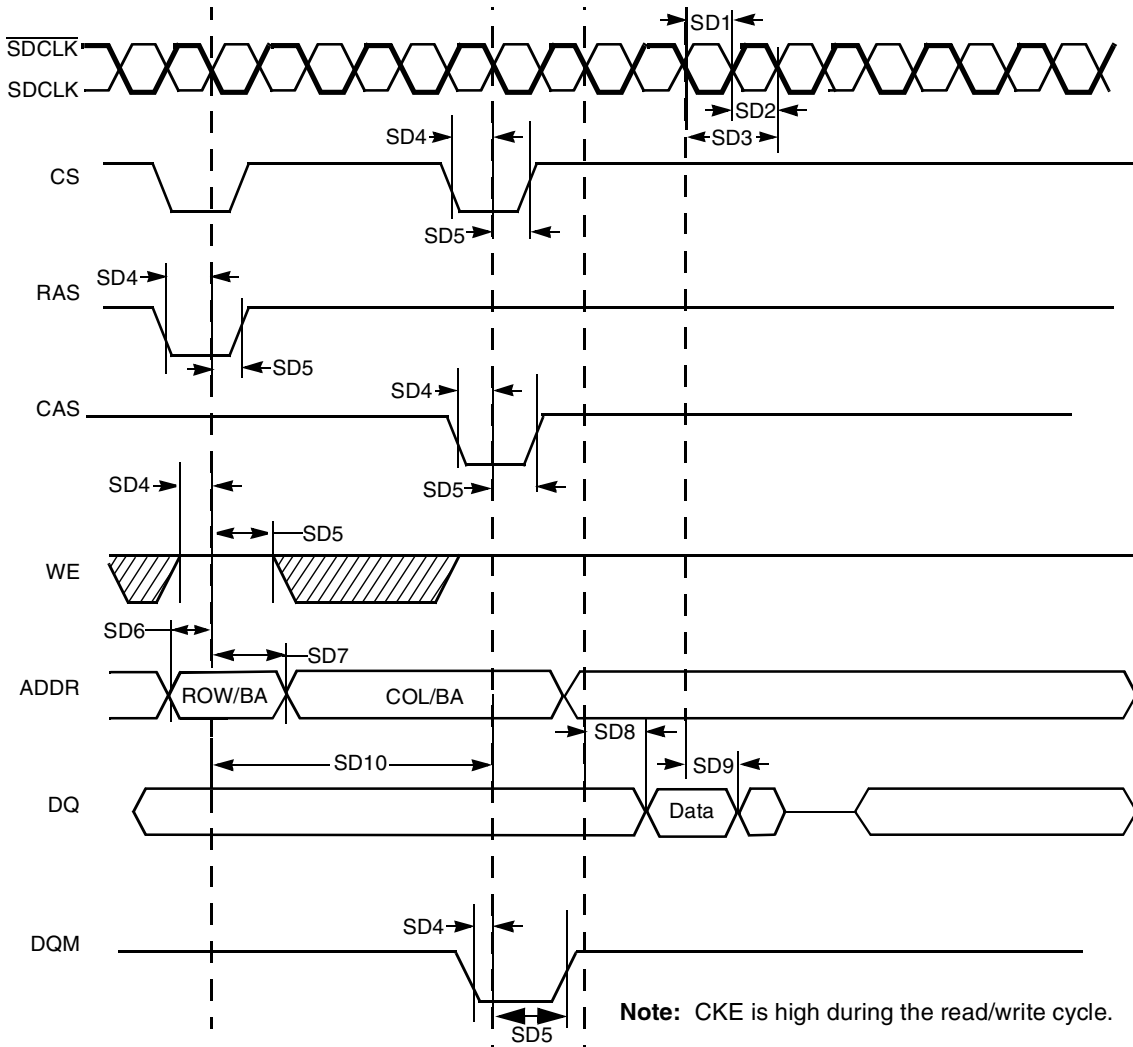 SD1
SDCLK
SDCLK
SD2
SD4
SD3
CS
SD5
SD4
RAS
SD5
SD4
CAS
SD4
SD5
SD5
WE
SD6
SD7
ADDR
ROW/BA
COL/BA
SD8
SD10
SD9
DQ
Data
SD4
DQM
Note: CKE is high during the read/write cycle.
SD5